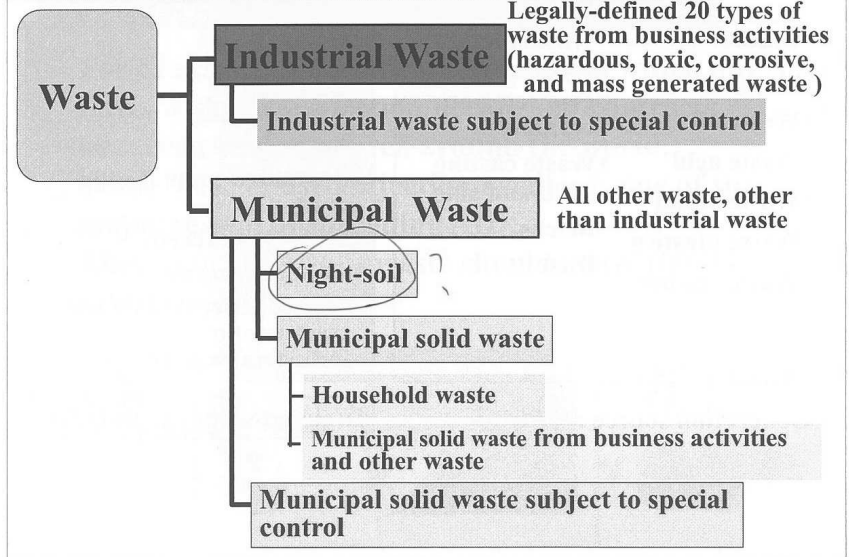 Legally-defined 20 types of
waste from business activities
(hazardous, toxic, corrosive,
and mass generated waste )
Industrial Waste
Waste
Industrial waste subject to special control
Municipal Waste
All other waste, other
than industrial waste
Night-soil ?
Municipal solid waste
Household waste
Municipal solid waste from business activities
and other waste
Municipal solid waste subject to special
control